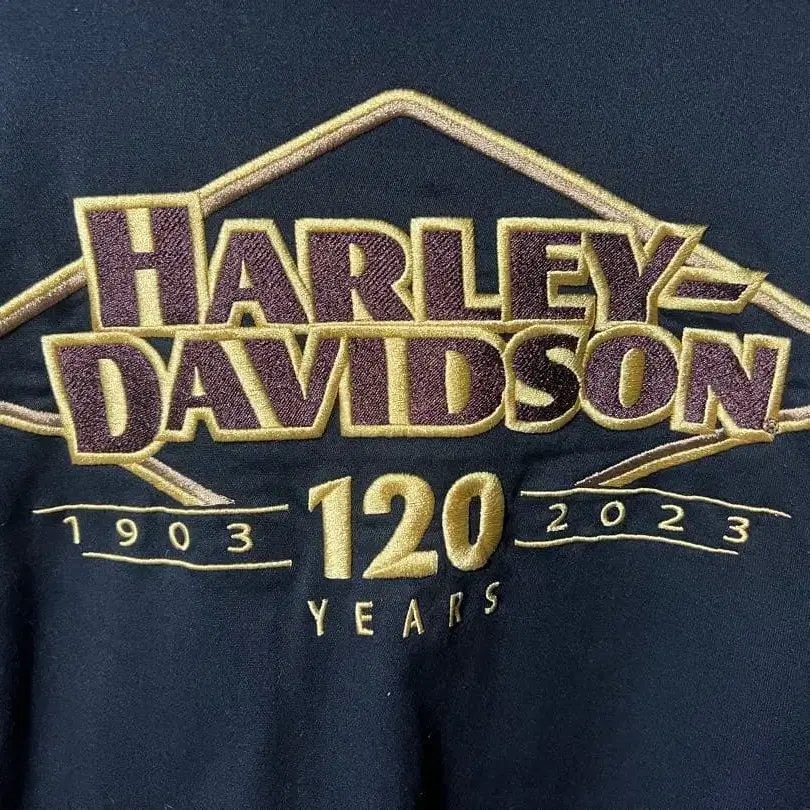 HARLEY-
DAVIDSON®
1903 120 2023
YEARS